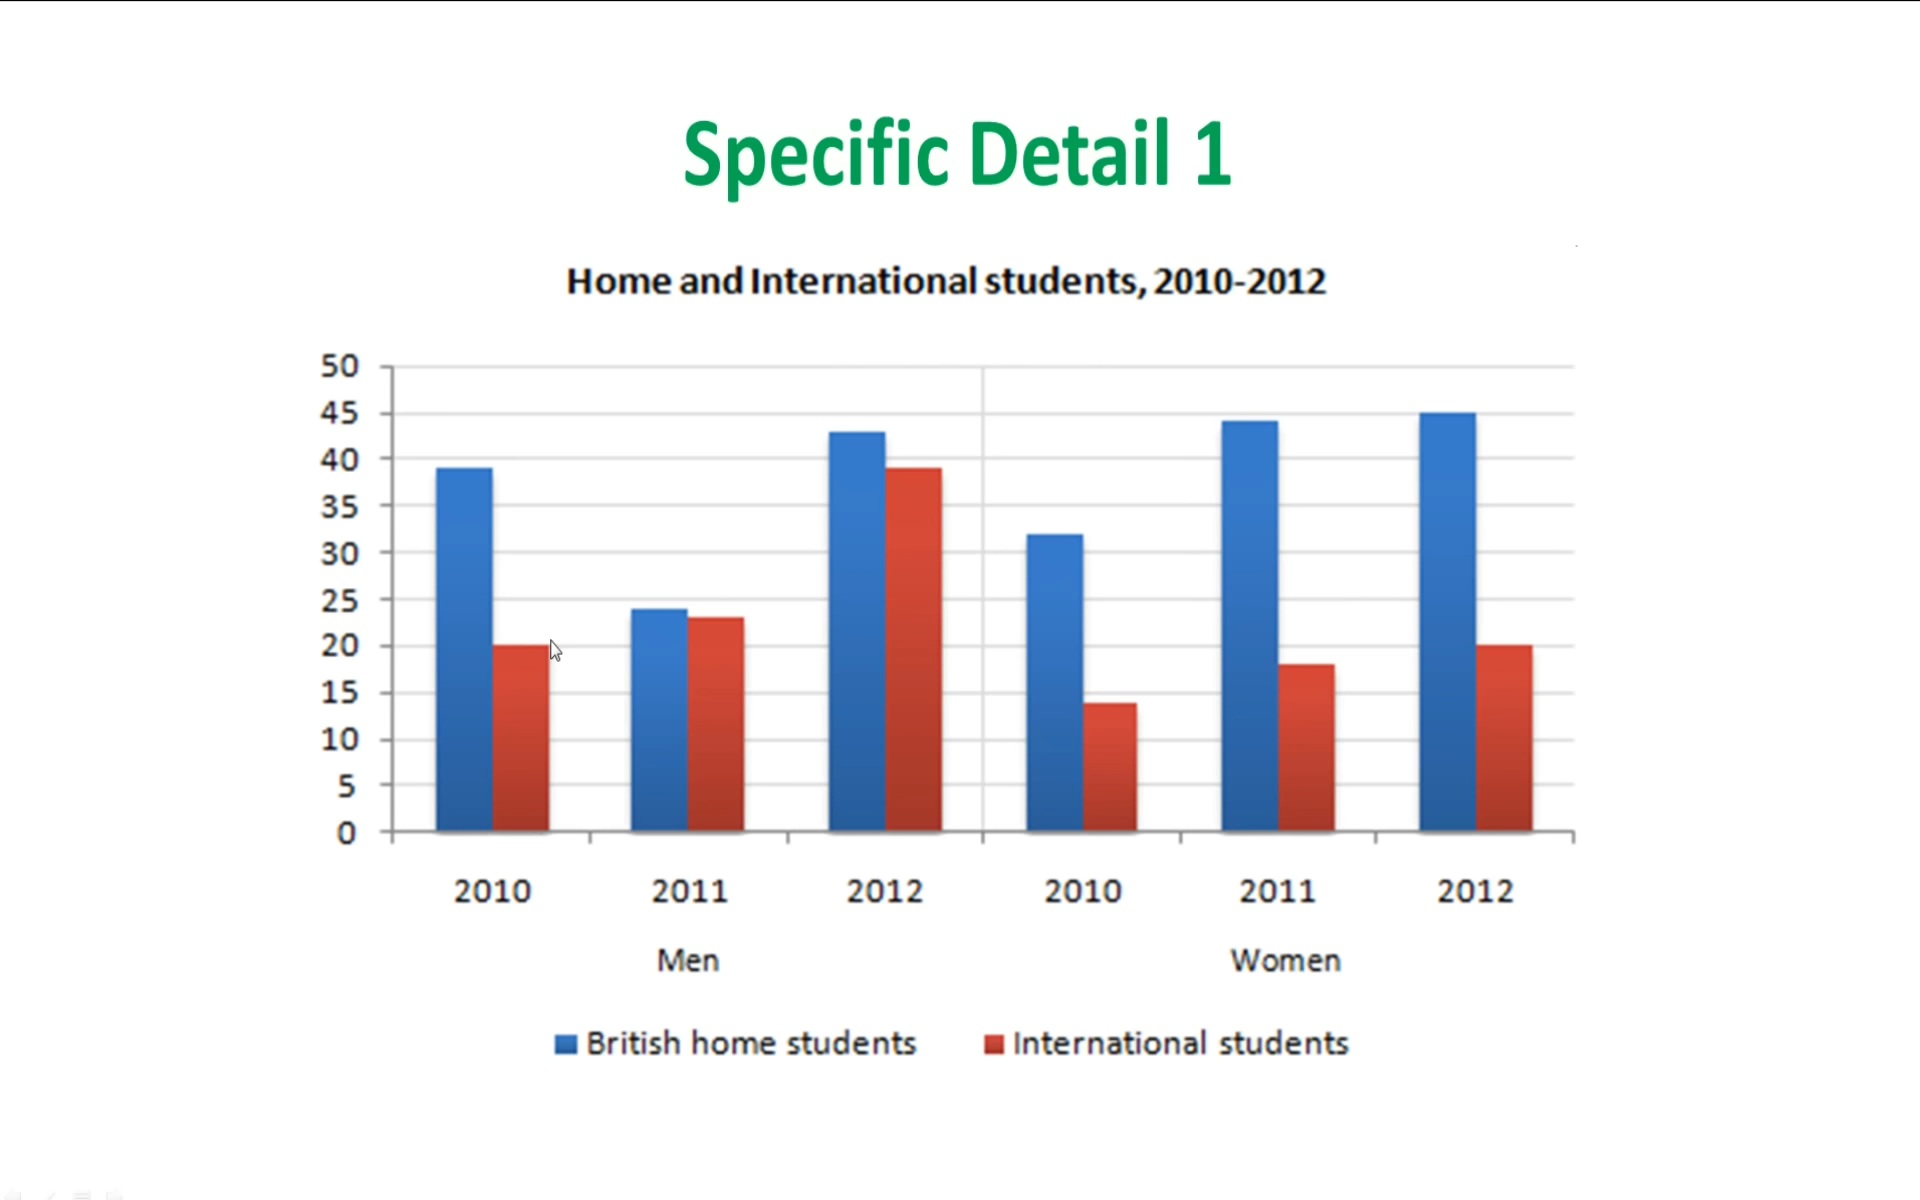 Specific Detail 1
Home and International students, 2010-2012
50
45
40
35
30
25
20
15
10
5
0
2010 2011 2012 2010 2011 2012
Men Women
British home students International students